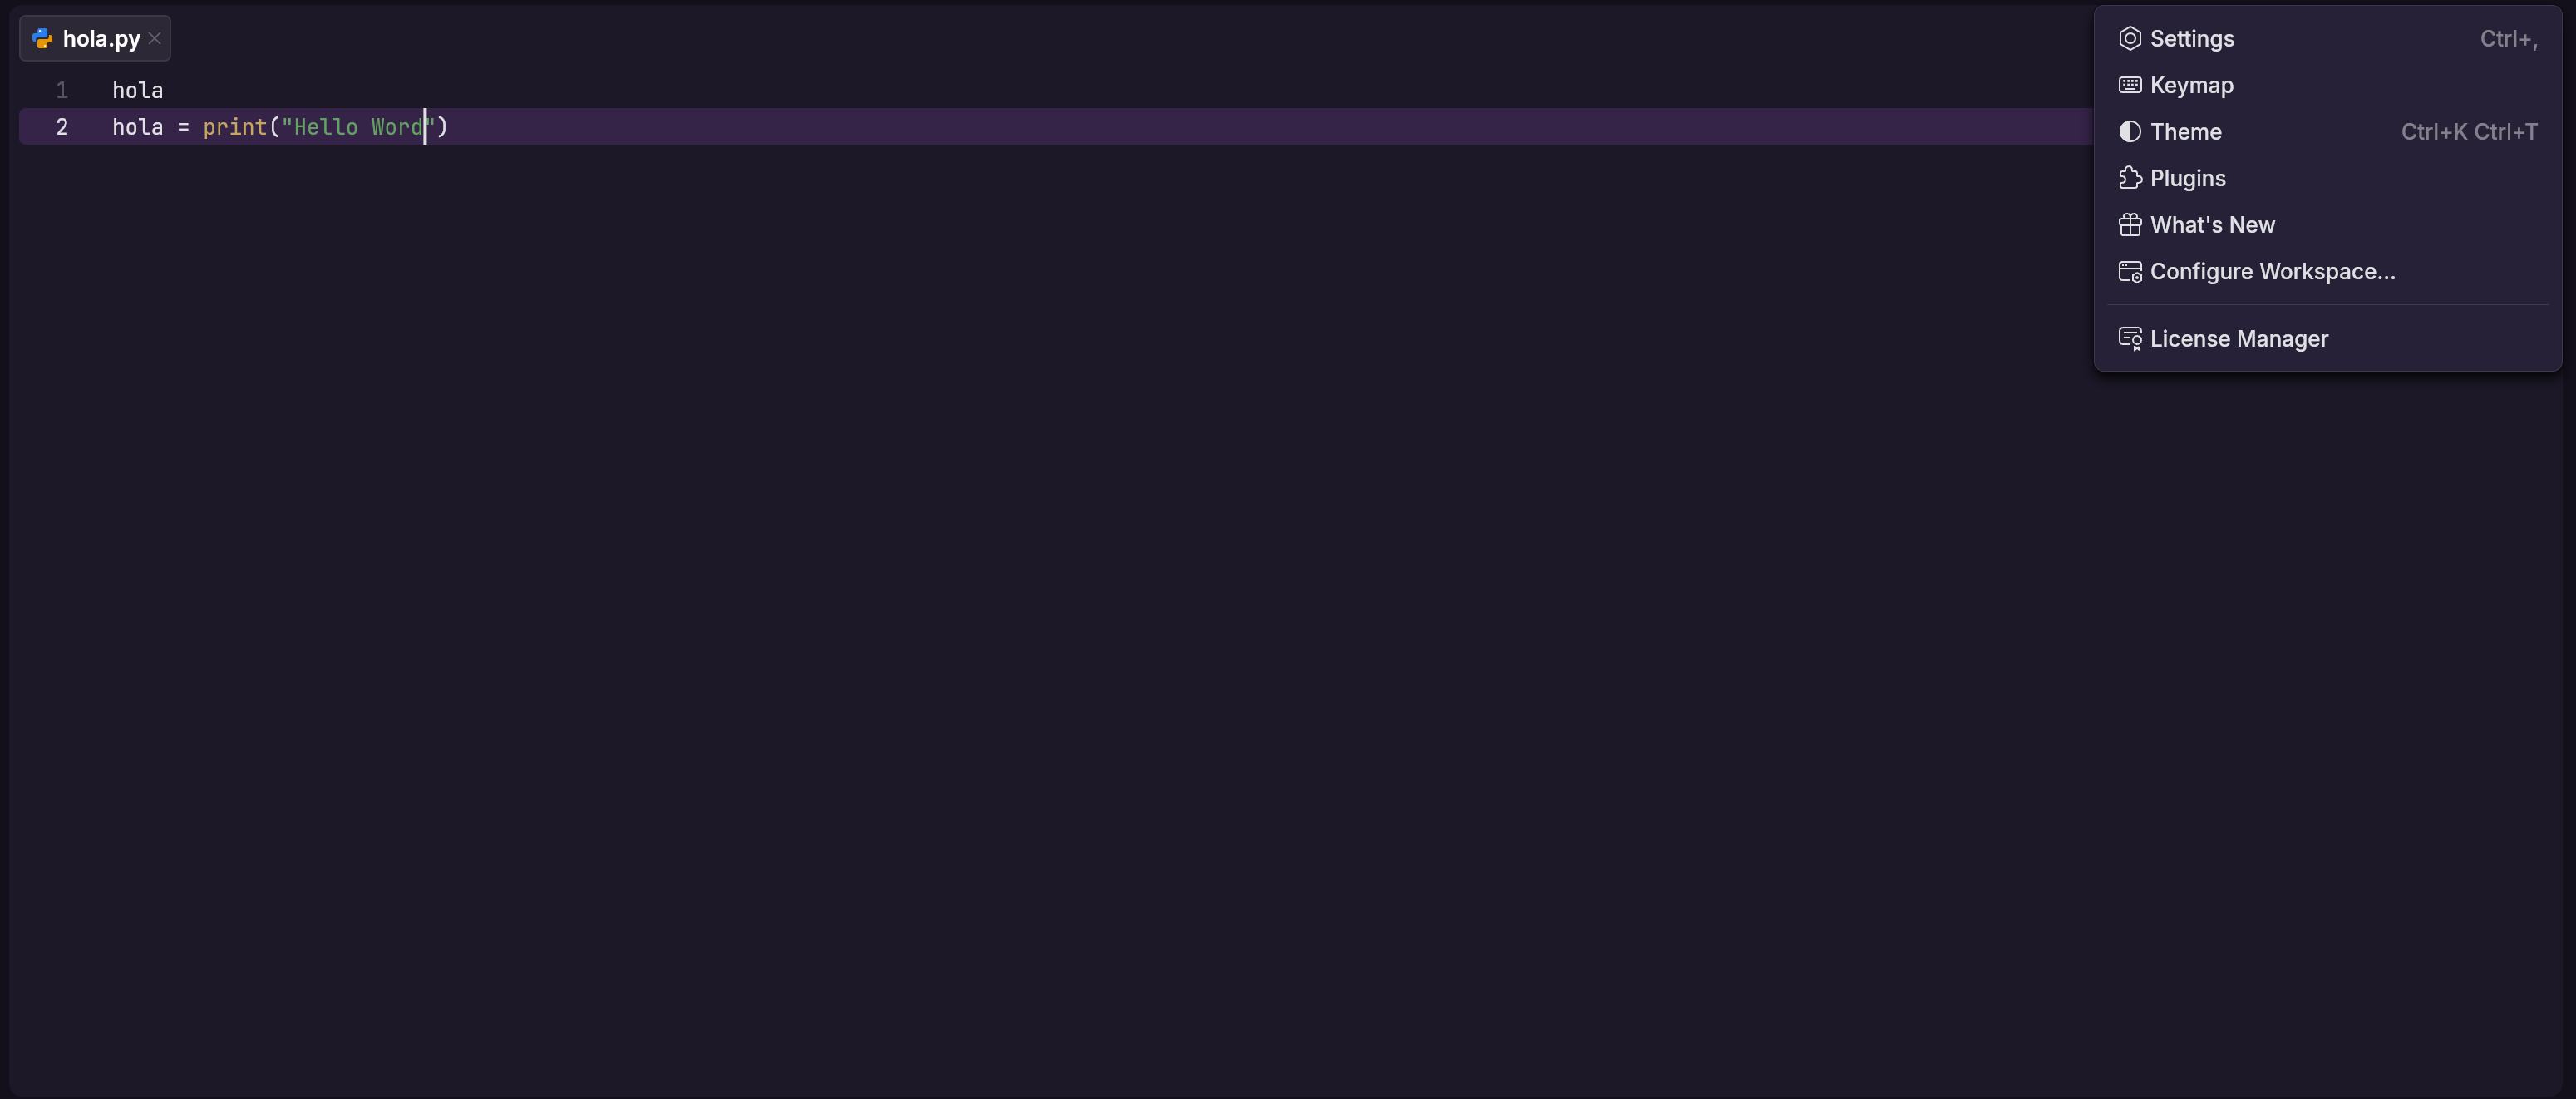 hola.py
1 hola
2 hola = print("Hello Word")
Settings Ctrl+,
Keymap
Theme Ctrl+K Ctrl+T
Plugins
What's New
Configure Workspace...
License Manager